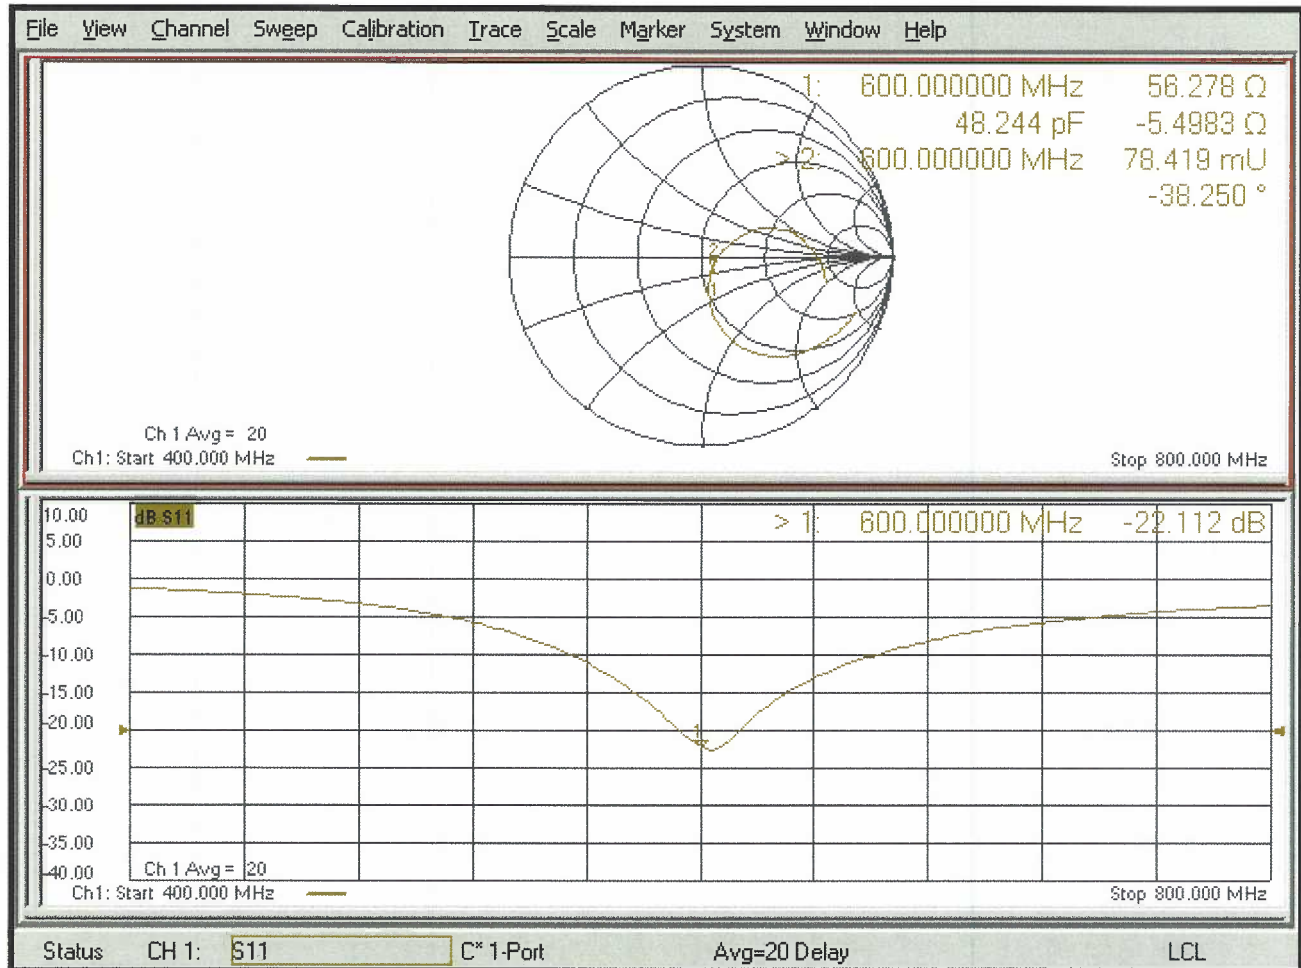 File View Channel Sweep Calibration Trace Scale Marker System Window Help
1: 600.000000 MHz 56.278 Ω
48.244 pF -5.4983 Ω
> 2: 600.000000 MHz 78.419 mU
-38.250 °
2
1
Ch 1 Avg = 20
Ch1: Start 400.000 MHz
Stop 800.000 MHz
10.00
dB S11
> 1: 600.000000 MHz -22.112 dB
5.00
0.00
-5.00
-10.00
-15.00
-20.00
1
-25.00
-30.00
-35.00
-40.00
Ch 1 Avg = 20
Ch1: Start 400.000 MHz
Stop 800.000 MHz
Status CH 1: S11 C* 1-Port Avg=20 Delay LCL